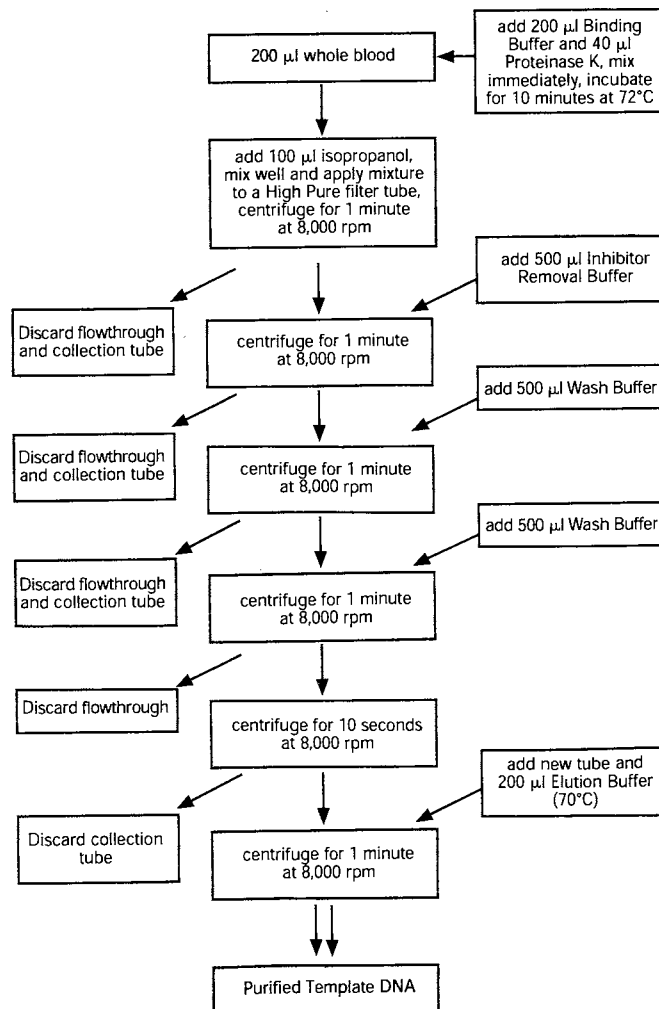 200 µl whole blood
add 200 µl Binding
Buffer and 40 µl
Proteinase K, mix
immediately, incubate
for 10 minutes at 72°C
add 100 µl isopropanol,
mix well and apply mixture
to a High Pure filter tube,
centrifuge for 1 minute
at 8,000 rpm
add 500 µl Inhibitor
Removal Buffer
Discard flowthrough
and collection tube
centrifuge for 1 minute
at 8,000 rpm
add 500 µl Wash Buffer
Discard flowthrough
and collection tube
centrifuge for 1 minute
at 8,000 rpm
add 500 µl Wash Buffer
Discard flowthrough
and collection tube
centrifuge for 1 minute
at 8,000 rpm
Discard flowthrough
centrifuge for 10 seconds
at 8,000 rpm
add new tube and
200 µl Elution Buffer
(70°C)
Discard collection
tube
centrifuge for 1 minute
at 8,000 rpm
Purified Template DNA